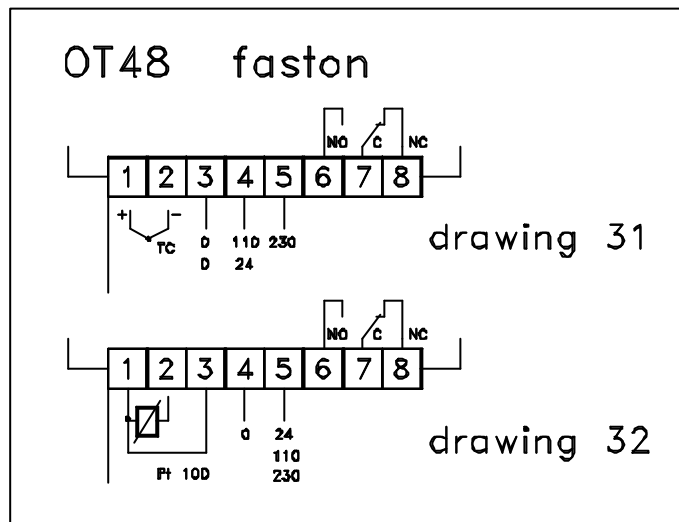 OT48 faston
NO C NC
1 2 3 4 5 6 7 8
+ - TC 0 110 230
0 24
drawing 31
NO C NC
1 2 3 4 5 6 7 8
0 24
110
Pt 100 230
drawing 32